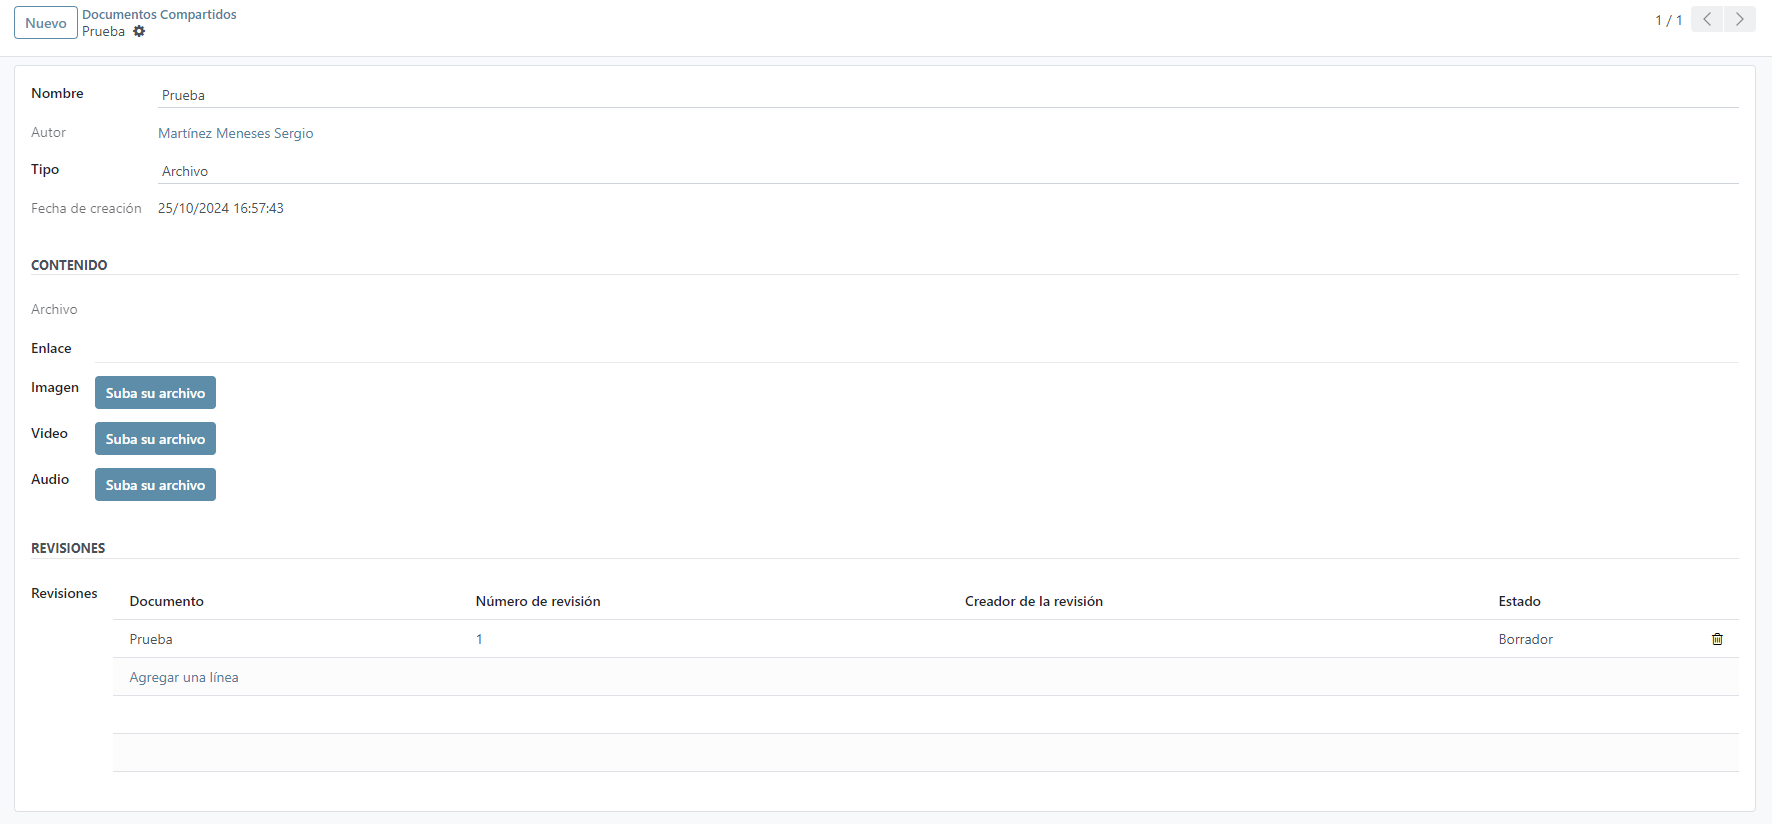 Nuevo
Documentos Compartidos
Prueba
1 / 1
Nombre Prueba
Autor Martínez Meneses Sergio
Tipo Archivo
Fecha de creación 25/10/2024 16:57:43
CONTENIDO
Archivo
Enlace
Imagen Suba su archivo
Video Suba su archivo
Audio Suba su archivo
REVISIONES
Revisiones
Documento Número de revisión Creador de la revisión Estado
Prueba 1 Borrador
Agregar una línea